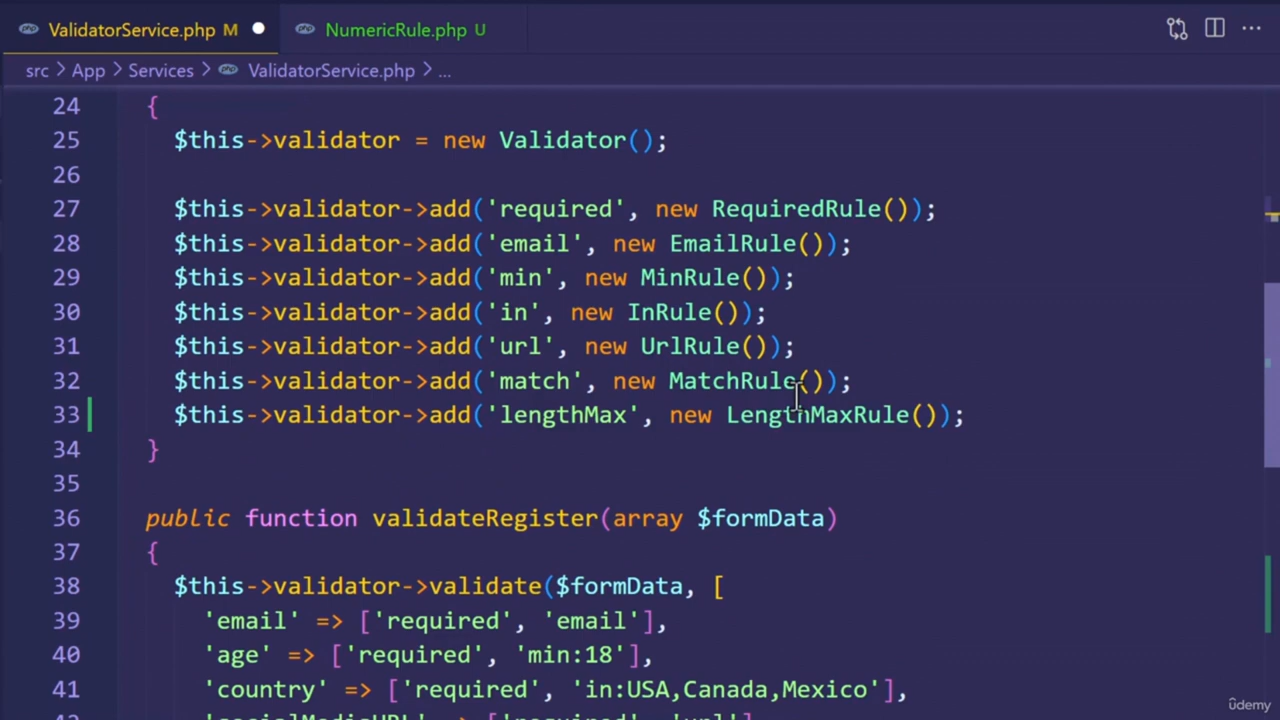 ValidatorService.php M NumericRule.php U
src > App > Services > ValidatorService.php > ...
24 {
25 $this->validator = new Validator();
26
27 $this->validator->add('required', new RequiredRule());
28 $this->validator->add('email', new EmailRule());
29 $this->validator->add('min', new MinRule());
30 $this->validator->add('in', new InRule());
31 $this->validator->add('url', new UrlRule());
32 $this->validator->add('match', new MatchRule());
33 $this->validator->add('lengthMax', new LengthMaxRule());
34 }
35
36 public function validateRegister(array $formData)
37 {
38 $this->validator->validate($formData, [
39 'email' => ['required', 'email'],
40 'age' => ['required', 'min:18'],
41 'country' => ['required', 'in:USA,Canada,Mexico'],
42 'socialMediaURL' => ['required', 'url']
udemy